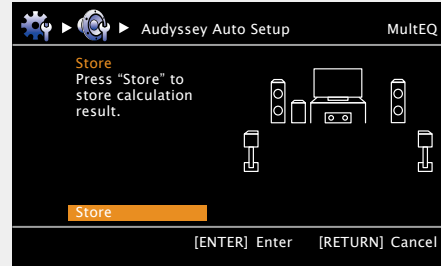 Audyssey Auto Setup MultEQ
Store
Press “Store” to
store calculation
result.
Store
[ENTER] Enter [RETURN] Cancel